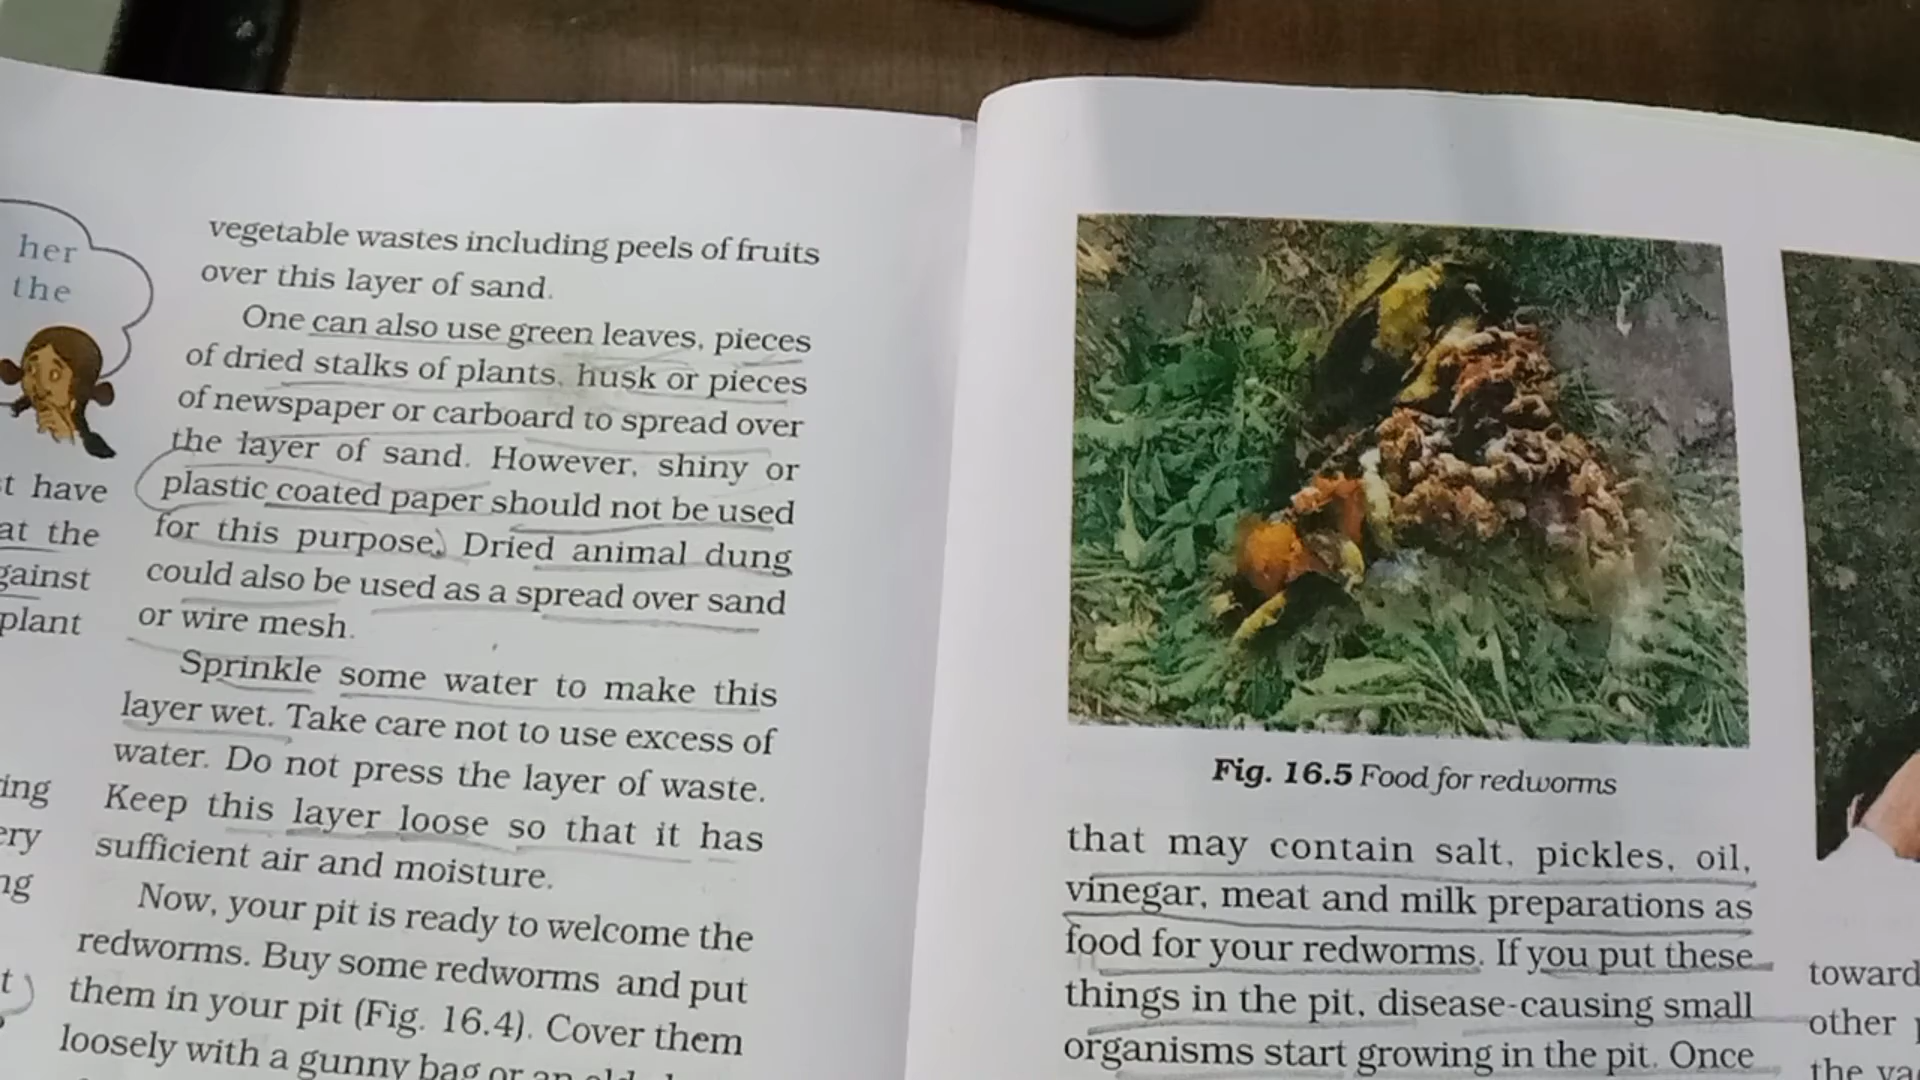 her
the
t have
at the
gainst
plant
ing
ery
ng
t
vegetable wastes including peels of fruits
over this layer of sand.
One can also use green leaves, pieces
of dried stalks of plants, husk or pieces
of newspaper or carboard to spread over
the layer of sand. However, shiny or
plastic coated paper should not be used
for this purpose. Dried animal dung
could also be used as a spread over sand
or wire mesh.
Sprinkle some water to make this
layer wet. Take care not to use excess of
water. Do not press the layer of waste.
Keep this layer loose so that it has
sufficient air and moisture.
Now, your pit is ready to welcome the
redworms. Buy some redworms and put
them in your pit (Fig. 16.4). Cover them
loosely with a gunny bag or an
Fig. 16.5 Food for redworms
that may contain salt, pickles, oil,
vinegar, meat and milk preparations as
food for your redworms. If you put these
things in the pit, disease-causing small
organisms start growing in the pit. Once
toward
other
the va